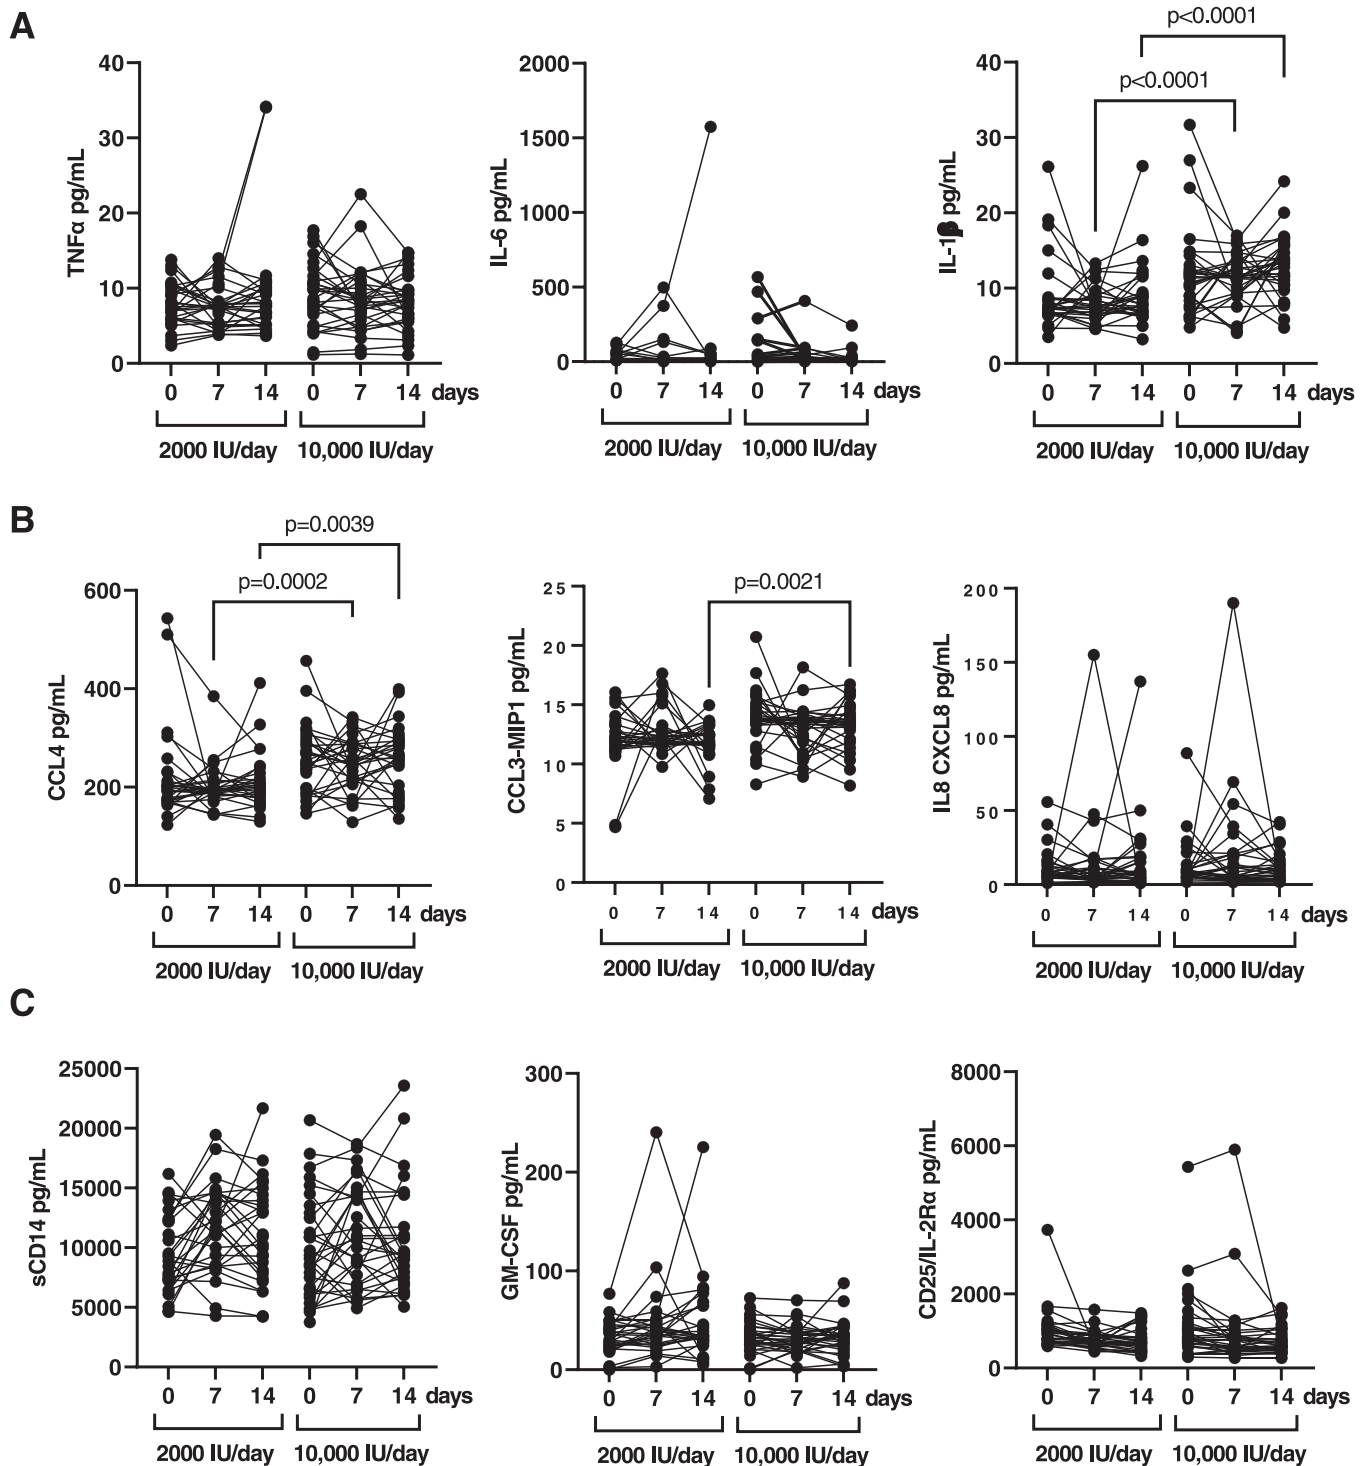 A
TNFα pg/mL
40
30
20
10
0
0 7 14 days
2000 IU/day 10,000 IU/day
IL-6 pg/mL
2000
1500
1000
500
0
0 7 14 0 7 14 days
2000 IU/day 10,000 IU/day
p<0.0001
p<0.0001
IL-1β pg/mL
40
30
20
10
0
0 7 14 0 7 14 days
2000 IU/day 10,000 IU/day
B
p=0.0039
p=0.0002
CCL4 pg/mL
600
400
200
0
0 7 14 0 7 14 days
2000 IU/day 10,000 IU/day
p=0.0021
CCL3-MIP1 pg/mL
25
20
15
10
5
0
0 7 14 0 7 14 days
2000 IU/day 10,000 IU/day
IL8 CXCL8 pg/mL
200
150
100
50
0
0 7 14 0 7 14 days
2000 IU/day 10,000 IU/day
C
sCD14 pg/mL
25000
20000
15000
10000
5000
0
0 7 14 0 7 14 days
2000 IU/day 10,000 IU/day
GM-CSF pg/mL
300
200
100
0
0 7 14 0 7 14 days
2000 IU/day 10,000 IU/day
CD25/IL-2Rα pg/mL
8000
6000
4000
2000
0
0 7 14 0 7 14 days
2000 IU/day 10,000 IU/day